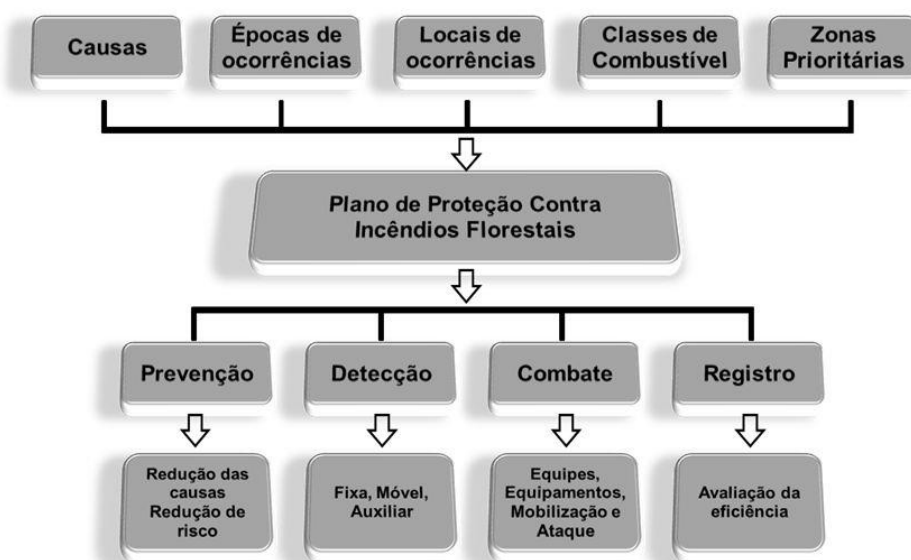 Causas
Épocas de
ocorrências
Locais de
ocorrências
Classes de
Combustível
Zonas
Prioritárias
Plano de Proteção Contra
Incêndios Florestais
Prevenção
Detecção
Combate
Registro
Redução das
causas
Redução de
risco
Fixa, Móvel,
Auxiliar
Equipes,
Equipamentos,
Mobilização e
Ataque
Avaliação da
eficiência